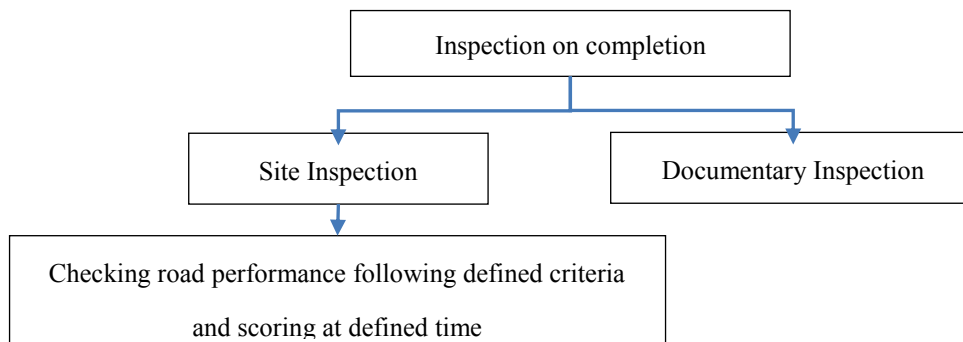 Inspection on completion
Site Inspection
Documentary Inspection
Checking road performance following defined criteria
and scoring at defined time